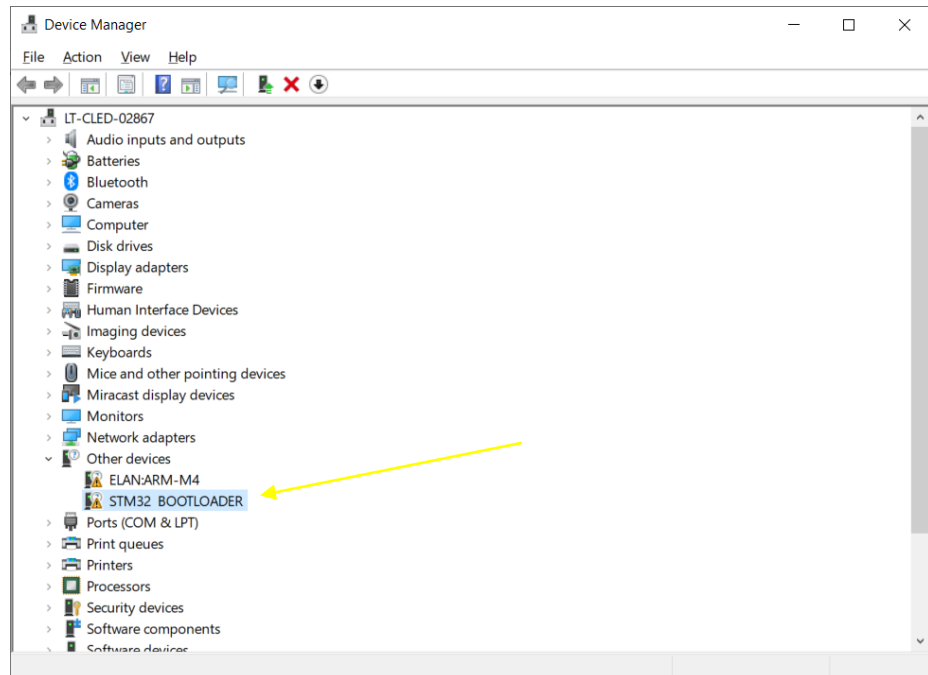 Device Manager
File Action View Help
LT-CLED-02867
Audio inputs and outputs
Batteries
Bluetooth
Cameras
Computer
Disk drives
Display adapters
Firmware
Human Interface Devices
Imaging devices
Keyboards
Mice and other pointing devices
Miracast display devices
Monitors
Network adapters
Other devices
ELAN:ARM-M4
STM32 BOOTLOADER
Ports (COM & LPT)
Print queues
Printers
Processors
Security devices
Software components
Software devices